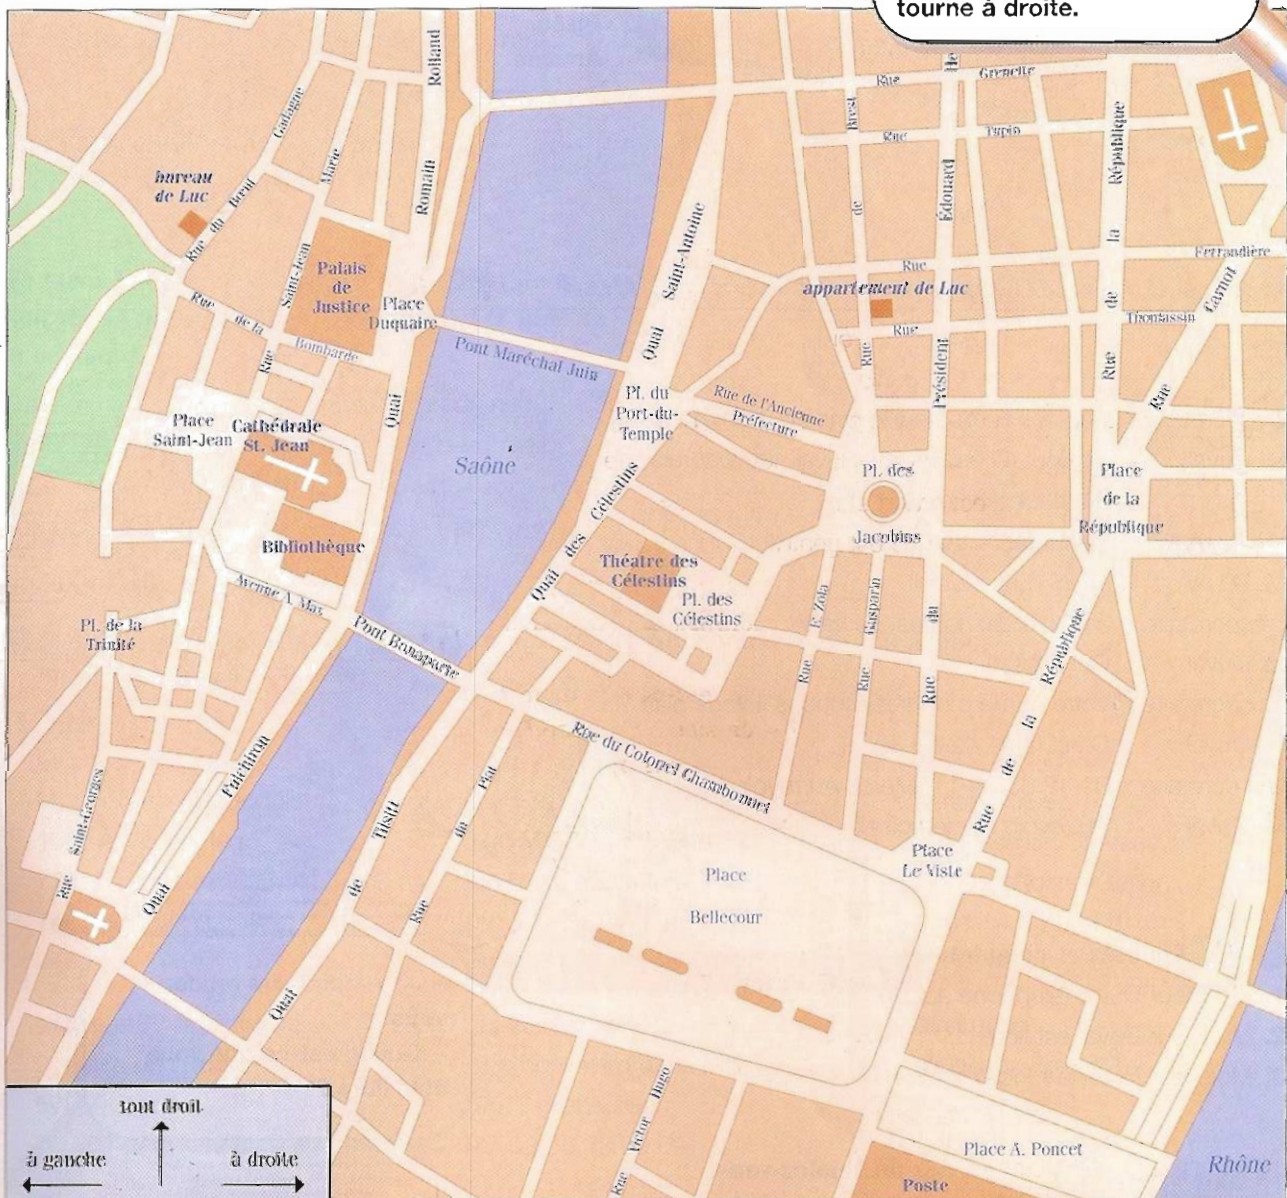 tourne à droite.
Rue Grenette
Rue Tupin
Rue de Brest
Rue du Président Édouard
Rue de la République
Rue Ferrandière
Rue Thomassin
Rue Carnot
Quai Romain Rolland
Gadagne
Rue du Bœuf
Marie
Rue Saint-Jean
bureau
de Luc
Palais
de
Justice
Place
Duquaire
Rue de la Bombarde
Pont Maréchal Juin
Quai Saint-Antoine
appartement de Luc
Pl. du
Port-du-
Temple
Rue de l'Ancienne
Préfecture
Place
Saint-Jean
Cathédrale
St. Jean
Saône
Quai des Célestins
Pl. des
Jacobins
Place
de la
République
Bibliothèque
Théatre des
Célestins
Pl. des
Célestins
Avenue A. Max
Pont Bonaparte
Pl. de la
Trinité
Rue E. Zola
Rue Gasparin
Rue du
Rue de la République
Rue du Colonel Chambonnet
Quai Fulchiron
Rue Saint-Georges
Quai de Tilsitt
Rue du Plat
Place
Le Viste
Place
Bellecour
Rue Victor Hugo
Place A. Poncet
Poste
Rhône
tout droit
à gauche
à droite